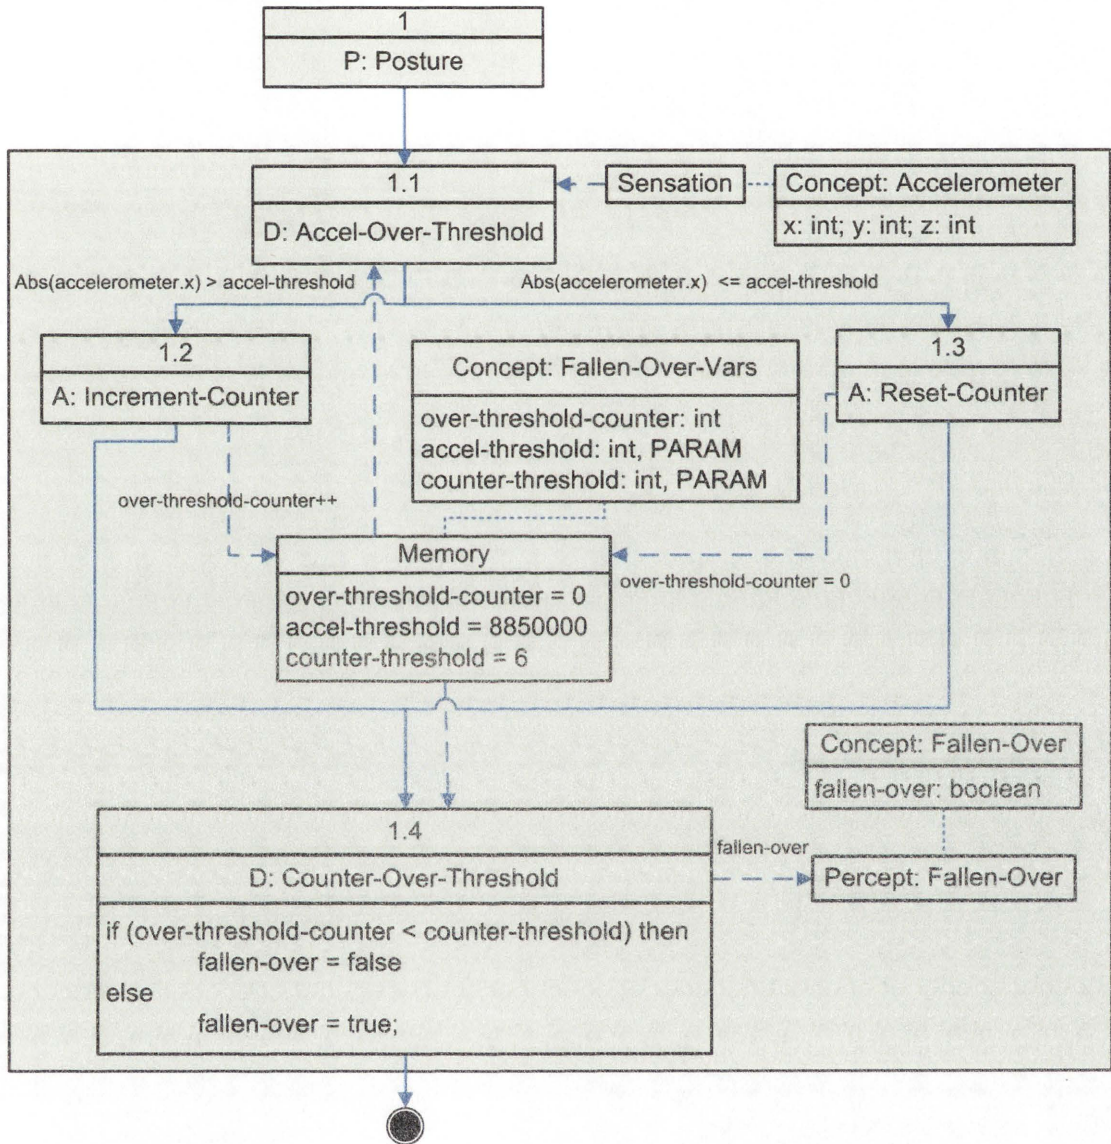 1
P: Posture
1.1
D: Accel-Over-Threshold
Sensation
Concept: Accelerometer
x: int; y: int; z: int
Abs(accelerometer.x) > accel-threshold
Abs(accelerometer.x) <= accel-threshold
1.2
A: Increment-Counter
Concept: Fallen-Over-Vars
over-threshold-counter: int
accel-threshold: int, PARAM
counter-threshold: int, PARAM
1.3
A: Reset-Counter
over-threshold-counter++
Memory
over-threshold-counter = 0
accel-threshold = 8850000
counter-threshold = 6
over-threshold-counter = 0
Concept: Fallen-Over
fallen-over: boolean
1.4
D: Counter-Over-Threshold
if (over-threshold-counter < counter-threshold) then
fallen-over = false
else
fallen-over = true;
fallen-over
Percept: Fallen-Over